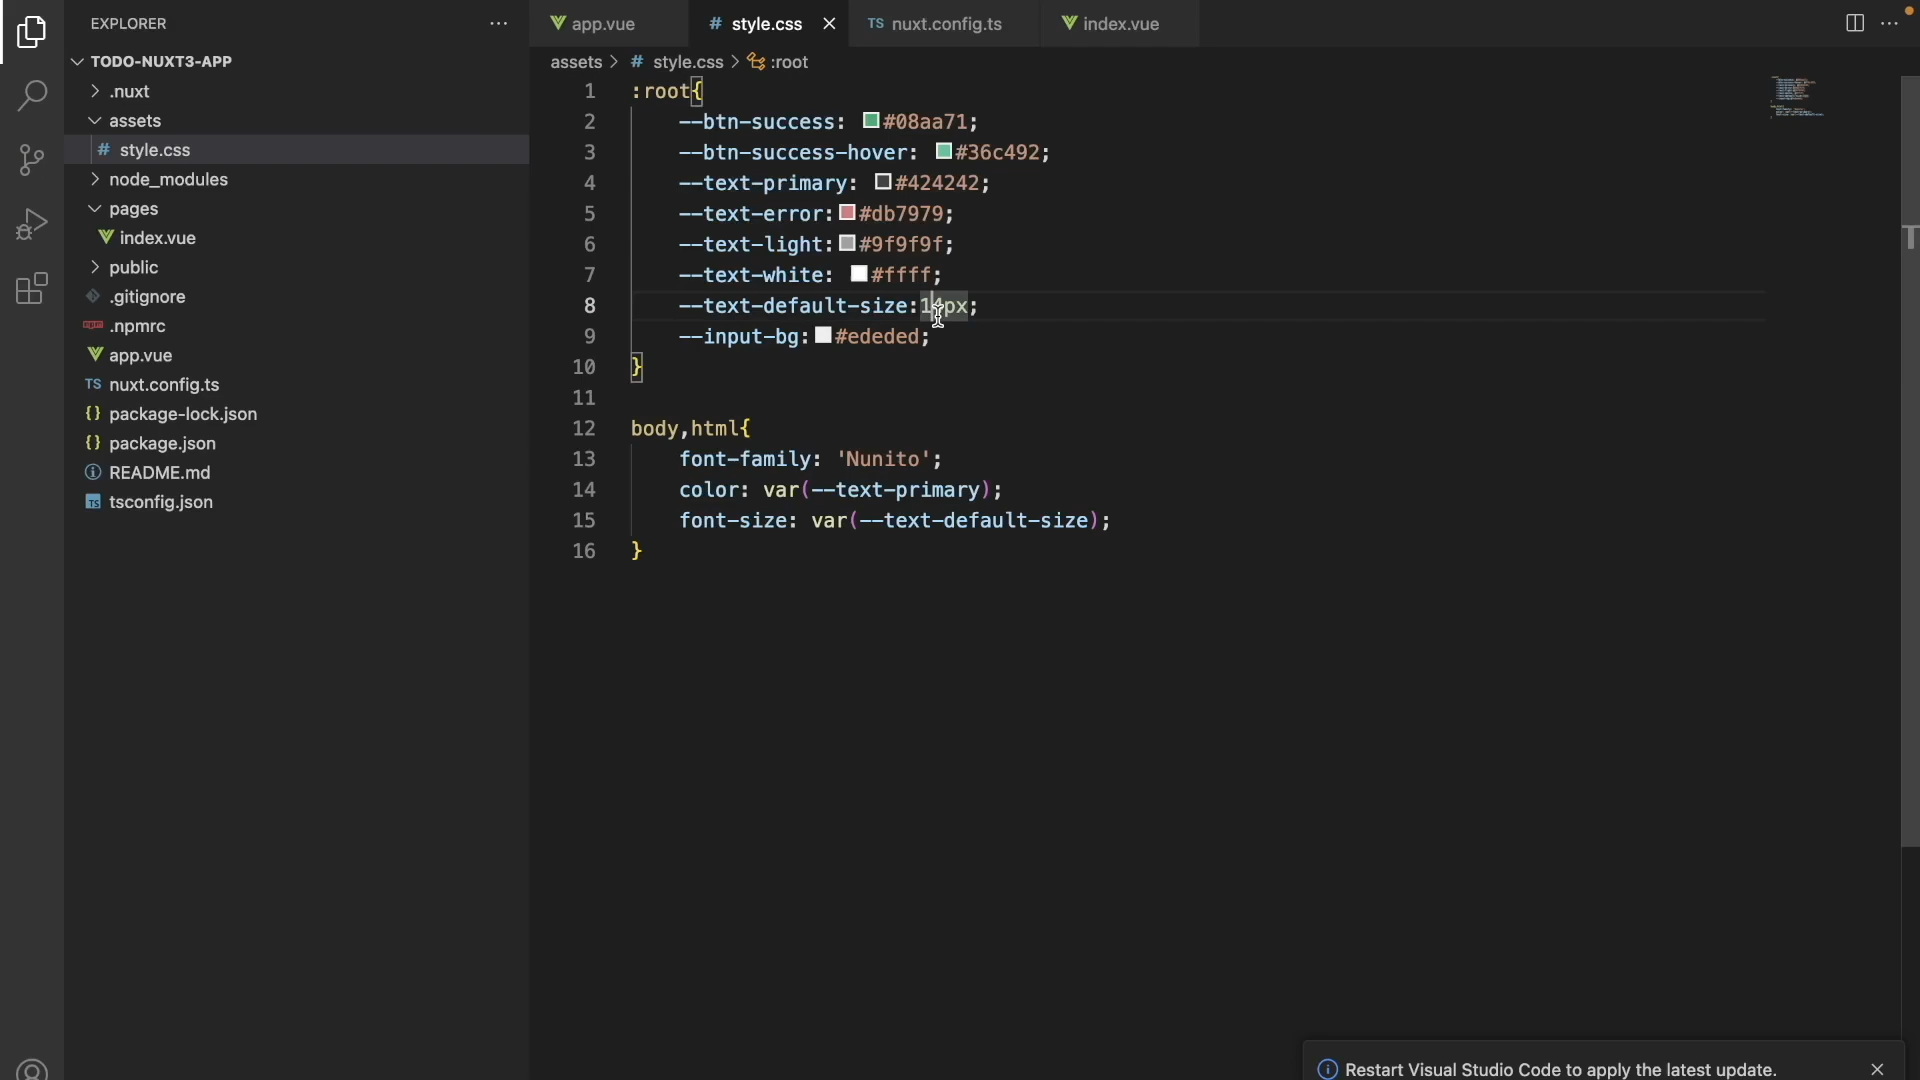 EXPLORER
TODO-NUXT3-APP
.nuxt
assets
# style.css
node_modules
pages
index.vue
public
.gitignore
.npmrc
app.vue
TS nuxt.config.ts
{} package-lock.json
{} package.json
README.md
TS tsconfig.json
app.vue # style.css TS nuxt.config.ts index.vue
assets > # style.css > :root
1 :root{
2 --btn-success: #08aa71;
3 --btn-success-hover: #36c492;
4 --text-primary: #424242;
5 --text-error:#db7979;
6 --text-light:#9f9f9f;
7 --text-white: #ffff;
8 --text-default-size:14px;
9 --input-bg:#ededed;
10 }
11
12 body,html{
13 font-family: 'Nunito';
14 color: var(--text-primary);
15 font-size: var(--text-default-size);
16 }
Restart Visual Studio Code to apply the latest update.